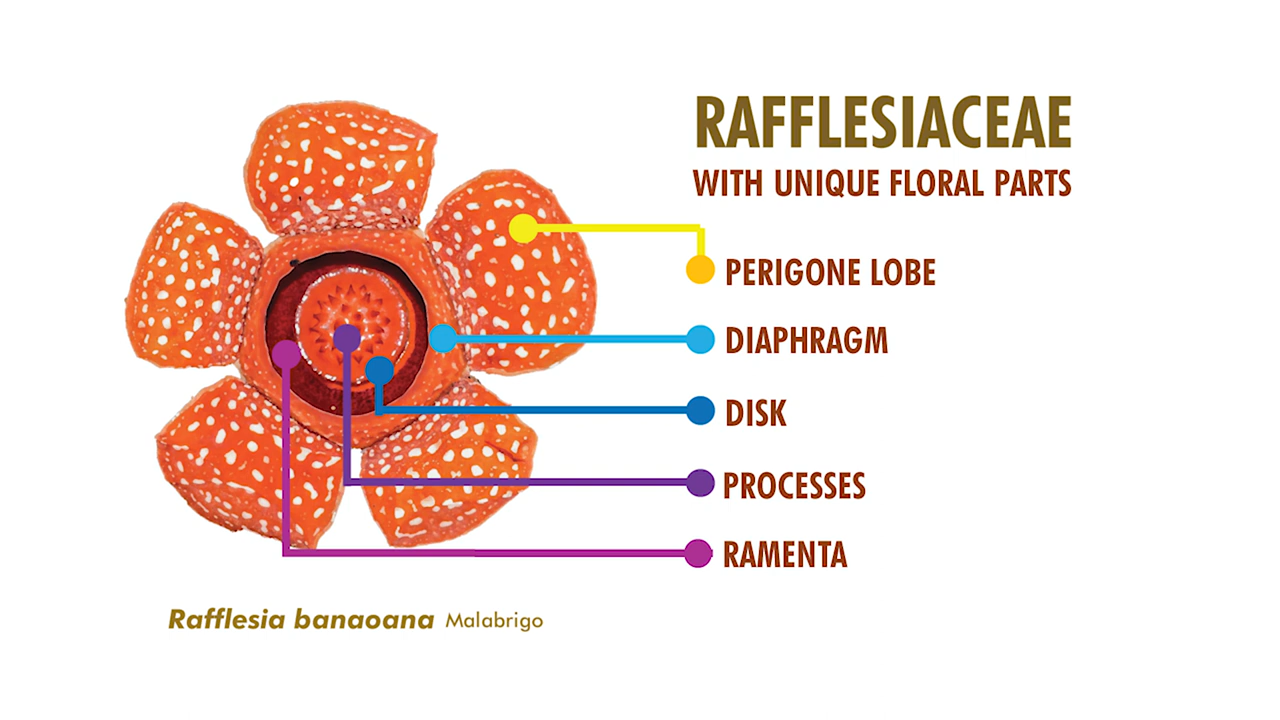 RAFFLESIACEAE
WITH UNIQUE FLORAL PARTS
PERIGONE LOBE
DIAPHRAGM
DISK
PROCESSES
RAMENTA
Rafflesia banaoana Malabrigo